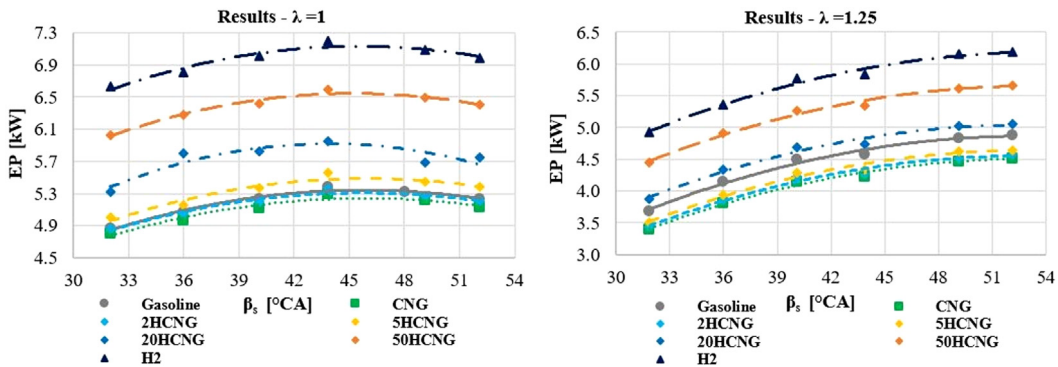 Results - λ =1
EP [kW]
7.3
6.9
6.5
6.1
5.7
5.3
4.9
4.5
30 33 36 39 42 45 48 51 54
βs [°CA]
Gasoline CNG
2HCNG 5HCNG
20HCNG 50HCNG
H2
Results - λ =1.25
EP [kW]
6.5
6.0
5.5
5.0
4.5
4.0
3.5
3.0
30 33 36 39 42 45 48 51 54
βs [°CA]
Gasoline CNG
2HCNG 5HCNG
20HCNG 50HCNG
H2